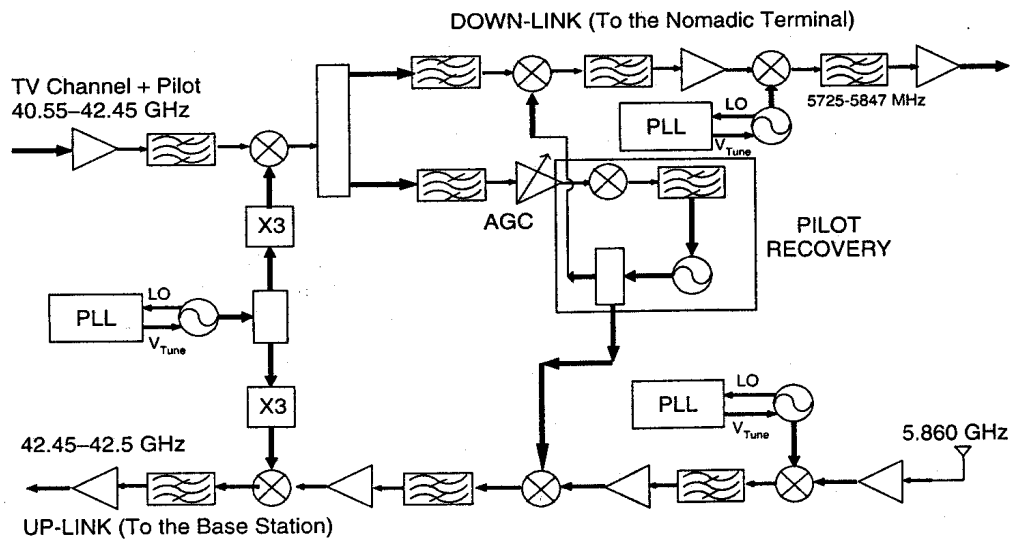 DOWN-LINK (To the Nomadic Terminal)
TV Channel + Pilot
40.55–42.45 GHz
5725-5847 MHz
LO
PLL
VTune
AGC
X3
PILOT
RECOVERY
LO
PLL
VTune
X3
LO
PLL
VTune
42.45–42.5 GHz
5.860 GHz
UP-LINK (To the Base Station)